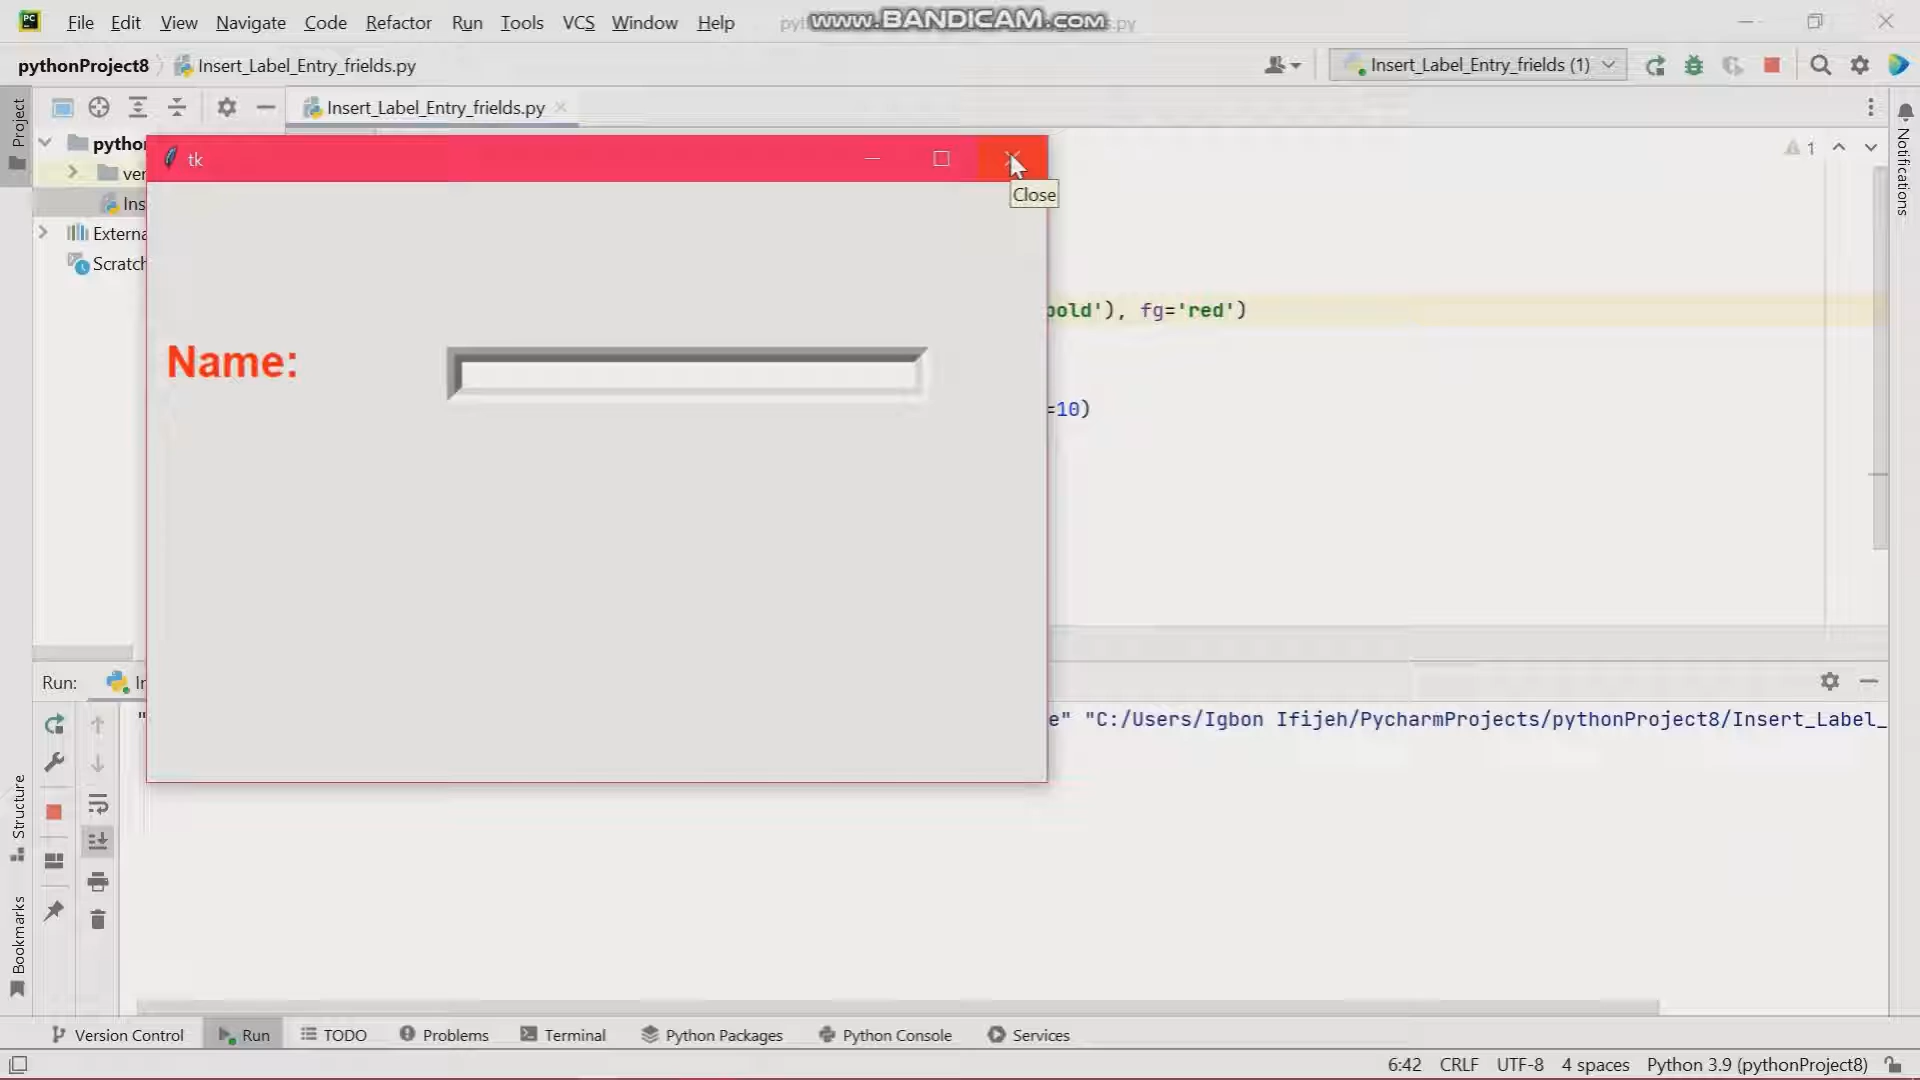 PC File Edit View Navigate Code Refactor Run Tools VCS Window Help
www.BANDICAM.com .py
pythonProject8 Insert_Label_Entry_frields.py Insert_Label_Entry_frields (1)
Project
Insert_Label_Entry_frields.py
Notifications
pytho
tk
1
ver
Close
Ins
Externa
Scratch
bold'), fg='red')
Name:
=10)
Run:
"
e" "C:/Users/Igbon Ifijeh/PycharmProjects/pythonProject8/Insert_Label_
Structure
Bookmarks
Version Control Run TODO Problems Terminal Python Packages Python Console Services
6:42 CRLF UTF-8 4 spaces Python 3.9 (pythonProject8)